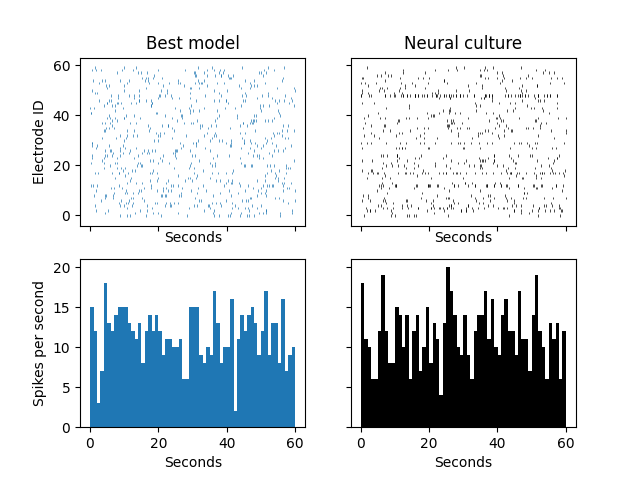 Best model
Neural culture
60
40
20
0
Electrode ID
Seconds
Seconds
20
15
10
5
0
Spikes per second
0 20 40 60
0 20 40 60
Seconds
Seconds